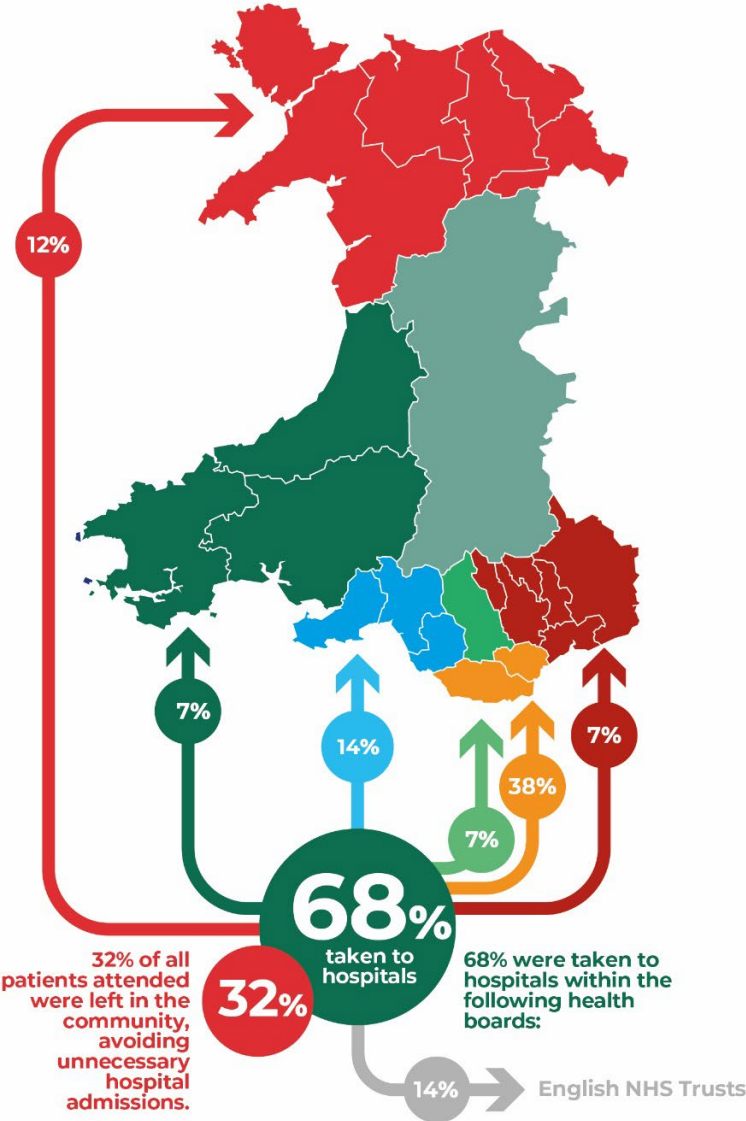 12%
7%
14%
7%
38%
7%
68%
taken to
hospitals
32%
32% of all
patients attended
were left in the
community,
avoiding
unnecessary
hospital
admissions.
68% were taken to
hospitals within the
following health
boards:
14%
English NHS Trusts